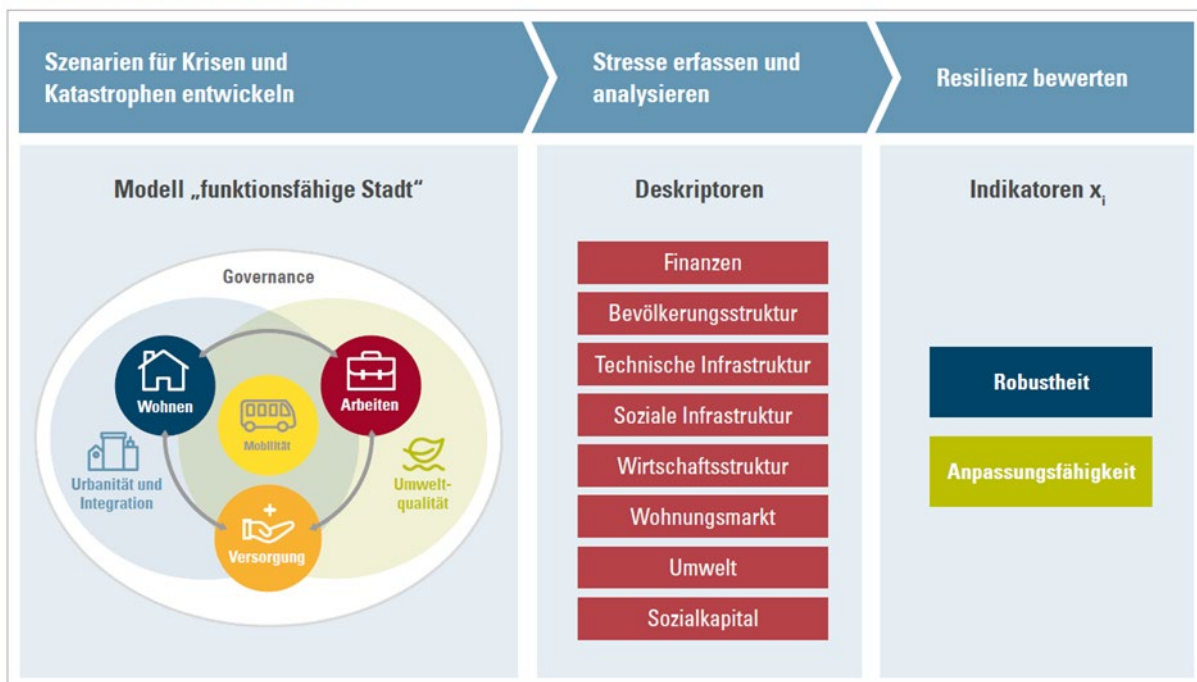 Szenarien für Krisen und
Katastrophen entwickeln
Stresse erfassen und
analysieren
Resilienz bewerten
Modell „funktionsfähige Stadt“
Governance
Wohnen
Arbeiten
Mobilität
Urbanität und
Integration
Umwelt-
qualität
Versorgung
Deskriptoren
Finanzen
Bevölkerungsstruktur
Technische Infrastruktur
Soziale Infrastruktur
Wirtschaftsstruktur
Wohnungsmarkt
Umwelt
Sozialkapital
Indikatoren xᵢ
Robustheit
Anpassungsfähigkeit